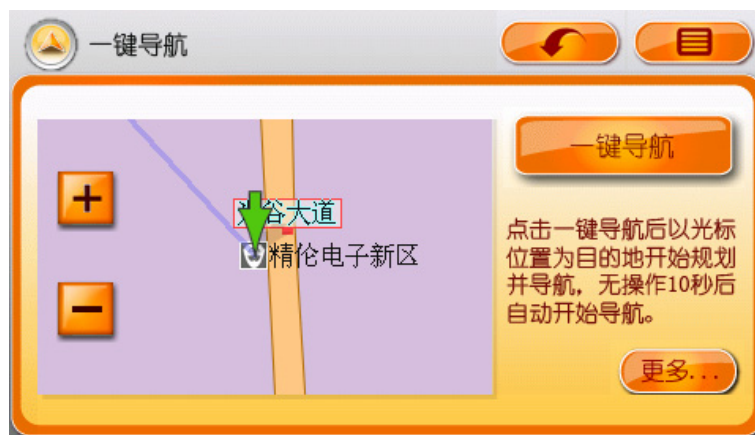 一键导航
一键导航
谷大道
精伦电子新区
点击一键导航后以光标
位置为目的地开始规划
并导航，无操作10秒后
自动开始导航。
更多...